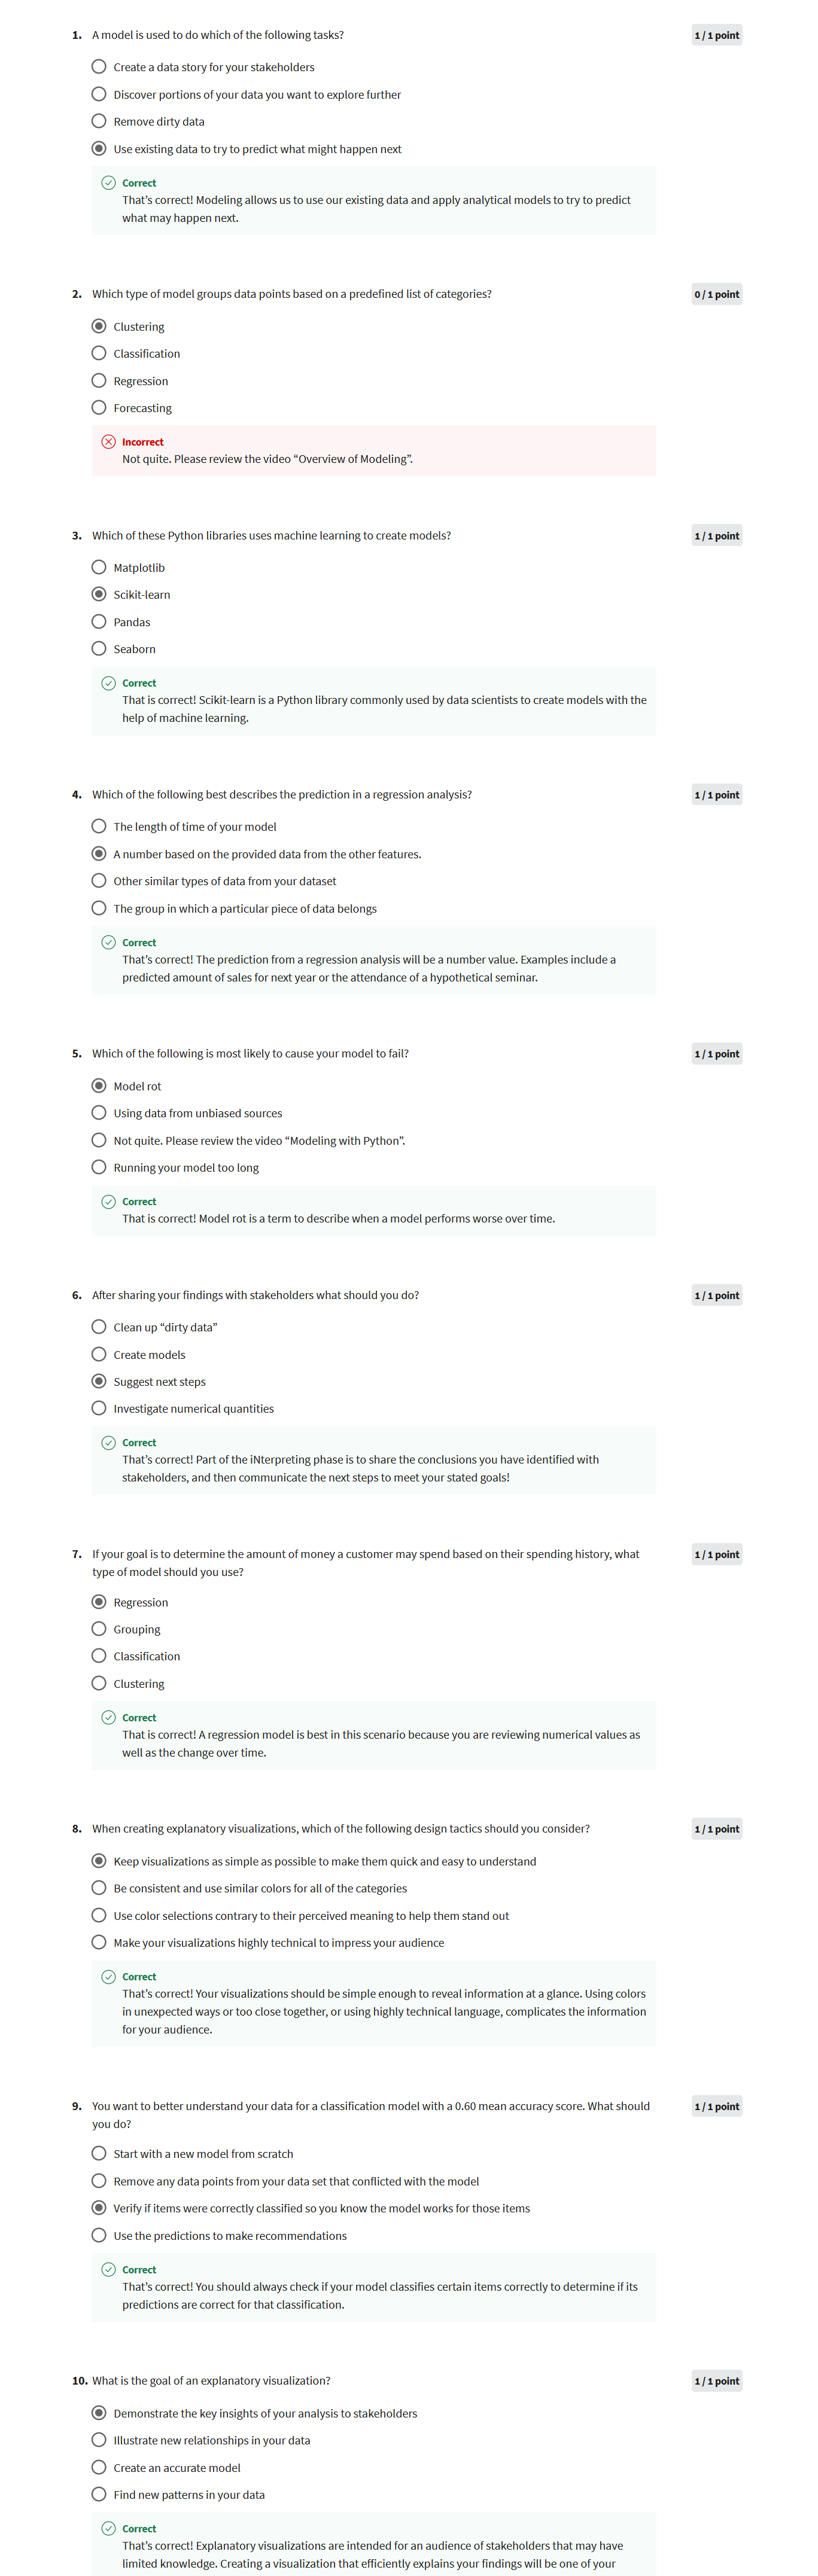 1. A model is used to do which of the following tasks? 1 / 1 point
Create a data story for your stakeholders
Discover portions of your data you want to explore further
Remove dirty data
Use existing data to try to predict what might happen next
Correct
That's correct! Modeling allows us to use our existing data and apply analytical models to try to predict
what may happen next.
2. Which type of model groups data points based on a predefined list of categories? 0 / 1 point
Clustering
Classification
Regression
Forecasting
Incorrect
Not quite. Please review the video “Overview of Modeling”.
3. Which of these Python libraries uses machine learning to create models? 1 / 1 point
Matplotlib
Scikit-learn
Pandas
Seaborn
Correct
That is correct! Scikit-learn is a Python library commonly used by data scientists to create models with the
help of machine learning.
4. Which of the following best describes the prediction in a regression analysis? 1 / 1 point
The length of time of your model
A number based on the provided data from the other features.
Other similar types of data from your dataset
The group in which a particular piece of data belongs
Correct
That's correct! The prediction from a regression analysis will be a number value. Examples include a
predicted amount of sales for next year or the attendance of a hypothetical seminar.
5. Which of the following is most likely to cause your model to fail? 1 / 1 point
Model rot
Using data from unbiased sources
Not quite. Please review the video “Modeling with Python”.
Running your model too long
Correct
That is correct! Model rot is a term to describe when a model performs worse over time.
6. After sharing your findings with stakeholders what should you do? 1 / 1 point
Clean up “dirty data”
Create models
Suggest next steps
Investigate numerical quantities
Correct
That's correct! Part of the iNterpreting phase is to share the conclusions you have identified with
stakeholders, and then communicate the next steps to meet your stated goals!
7. If your goal is to determine the amount of money a customer may spend based on their spending history, what 1 / 1 point
type of model should you use?
Regression
Grouping
Classification
Clustering
Correct
That is correct! A regression model is best in this scenario because you are reviewing numerical values as
well as the change over time.
8. When creating explanatory visualizations, which of the following design tactics should you consider? 1 / 1 point
Keep visualizations as simple as possible to make them quick and easy to understand
Be consistent and use similar colors for all of the categories
Use color selections contrary to their perceived meaning to help them stand out
Make your visualizations highly technical to impress your audience
Correct
That's correct! Your visualizations should be simple enough to reveal information at a glance. Using colors
in unexpected ways or too close together, or using highly technical language, complicates the information
for your audience.
9. You want to better understand your data for a classification model with a 0.60 mean accuracy score. What should 1 / 1 point
you do?
Start with a new model from scratch
Remove any data points from your data set that conflicted with the model
Verify if items were correctly classified so you know the model works for those items
Use the predictions to make recommendations
Correct
That's correct! You should always check if your model classifies certain items correctly to determine if its
predictions are correct for that classification.
10. What is the goal of an explanatory visualization? 1 / 1 point
Demonstrate the key insights of your analysis to stakeholders
Illustrate new relationships in your data
Create an accurate model
Find new patterns in your data
Correct
That's correct! Explanatory visualizations are intended for an audience of stakeholders that may have
limited knowledge. Creating a visualization that efficiently explains your findings will be one of your